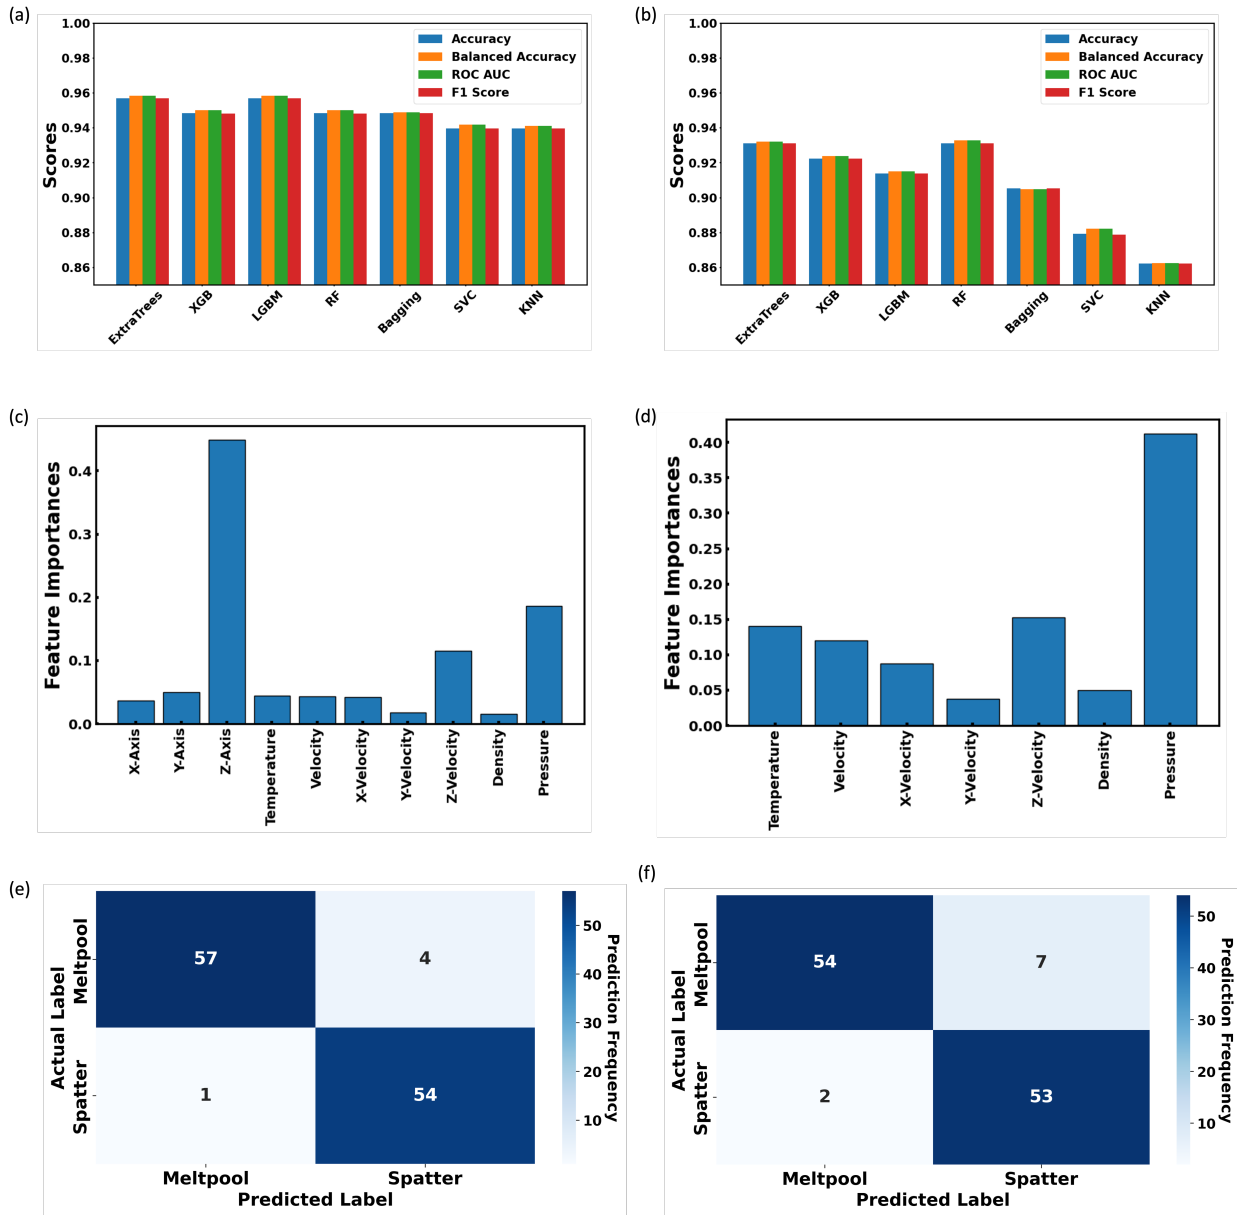 (a)
1.00
0.98
0.96
0.94
0.92
0.90
0.88
0.86
Scores
Accuracy
Balanced Accuracy
ROC AUC
F1 Score
ExtraTrees
XGB
LGBM
RF
Bagging
SVC
KNN
(b)
1.00
0.98
0.96
0.94
0.92
0.90
0.88
0.86
Scores
Accuracy
Balanced Accuracy
ROC AUC
F1 Score
ExtraTrees
XGB
LGBM
RF
Bagging
SVC
KNN
(c)
Feature Importances
0.4
0.3
0.2
0.1
0.0
X-Axis
Y-Axis
Z-Axis
Temperature
Velocity
X-Velocity
Y-Velocity
Z-Velocity
Density
Pressure
(d)
Feature Importances
0.40
0.35
0.30
0.25
0.20
0.15
0.10
0.05
0.00
Temperature
Velocity
X-Velocity
Y-Velocity
Z-Velocity
Density
Pressure
(e)
Actual Label
Meltpool
Spatter
57
4
1
54
Meltpool
Spatter
Predicted Label
50
40
30
20
10
Prediction Frequency
(f)
Actual Label
Meltpool
Spatter
54
7
2
53
Meltpool
Spatter
Predicted Label
50
40
30
20
10
Prediction Frequency